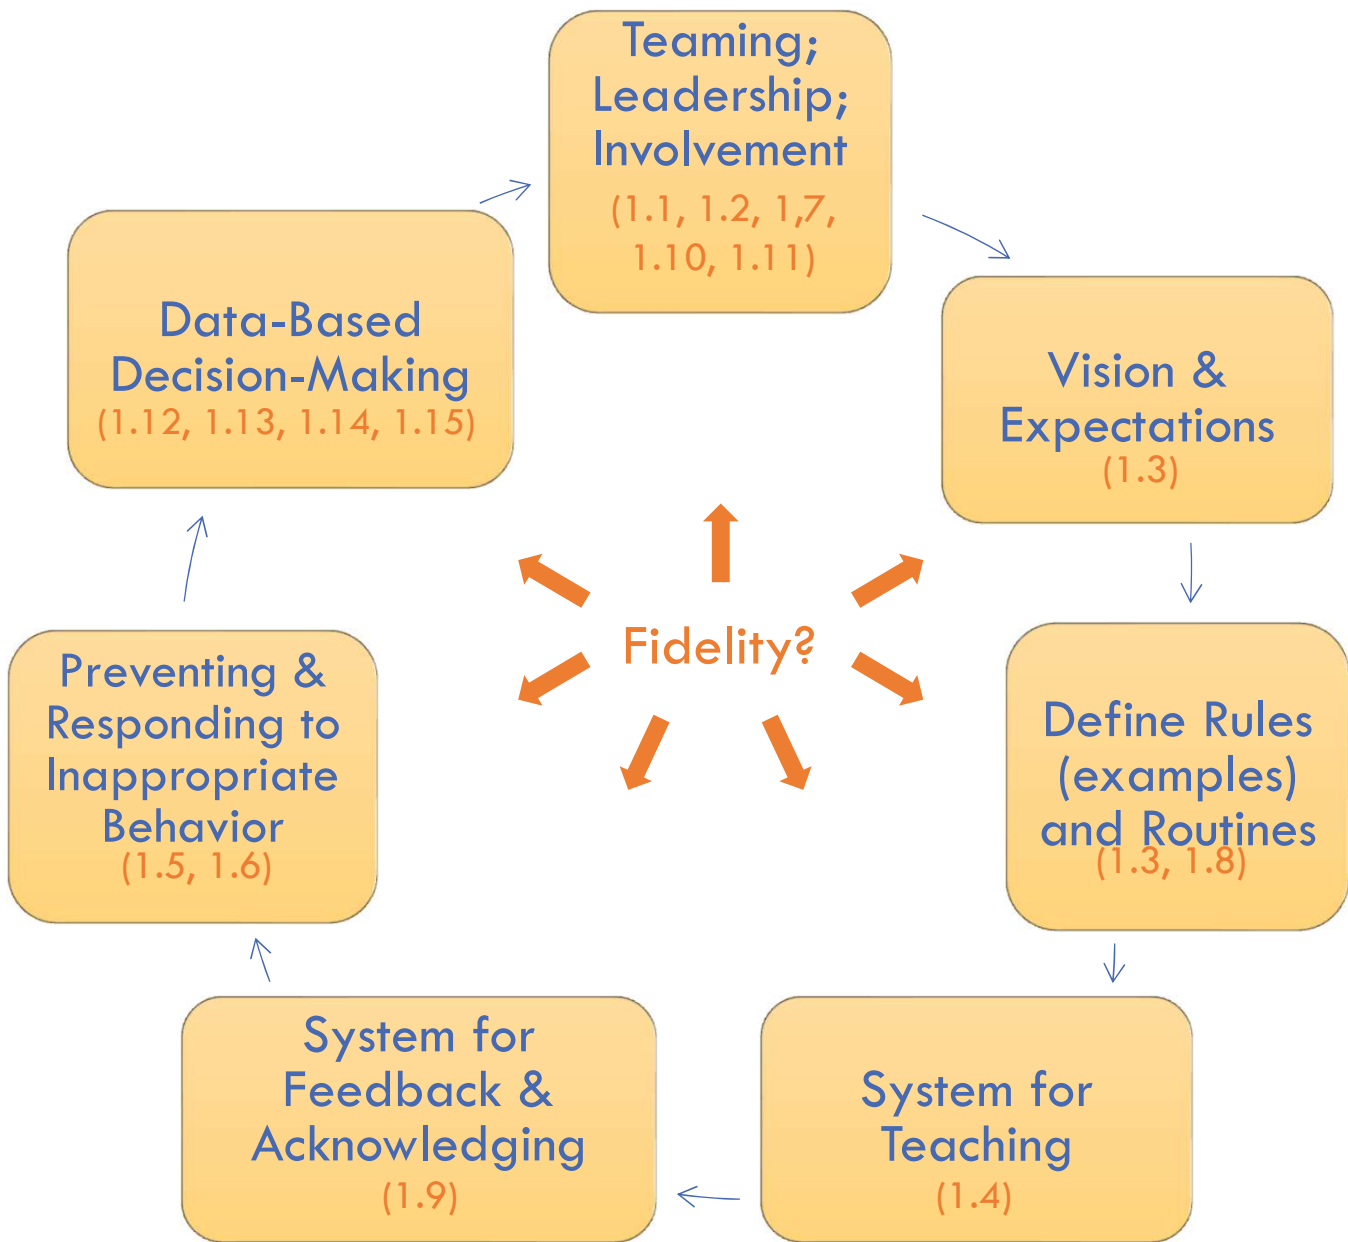 Teaming;
Leadership;
Involvement
(1.1, 1.2, 1,7,
1.10, 1.11)
Vision &
Expectations
(1.3)
Define Rules
(examples)
and Routines
(1.3, 1.8)
System for
Teaching
(1.4)
System for
Feedback &
Acknowledging
(1.9)
Preventing &
Responding to
Inappropriate
Behavior
(1.5, 1.6)
Data-Based
Decision-Making
(1.12, 1.13, 1.14, 1.15)
Fidelity?